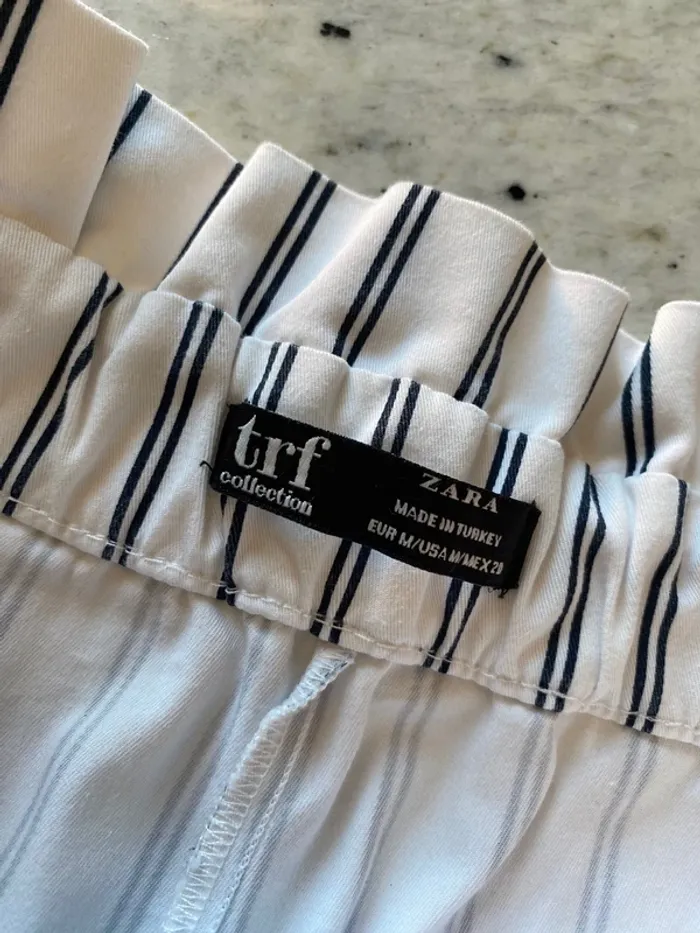 trf
collection
ZARA
MADE IN TURKEY
EUR M/USA M/MEX 28